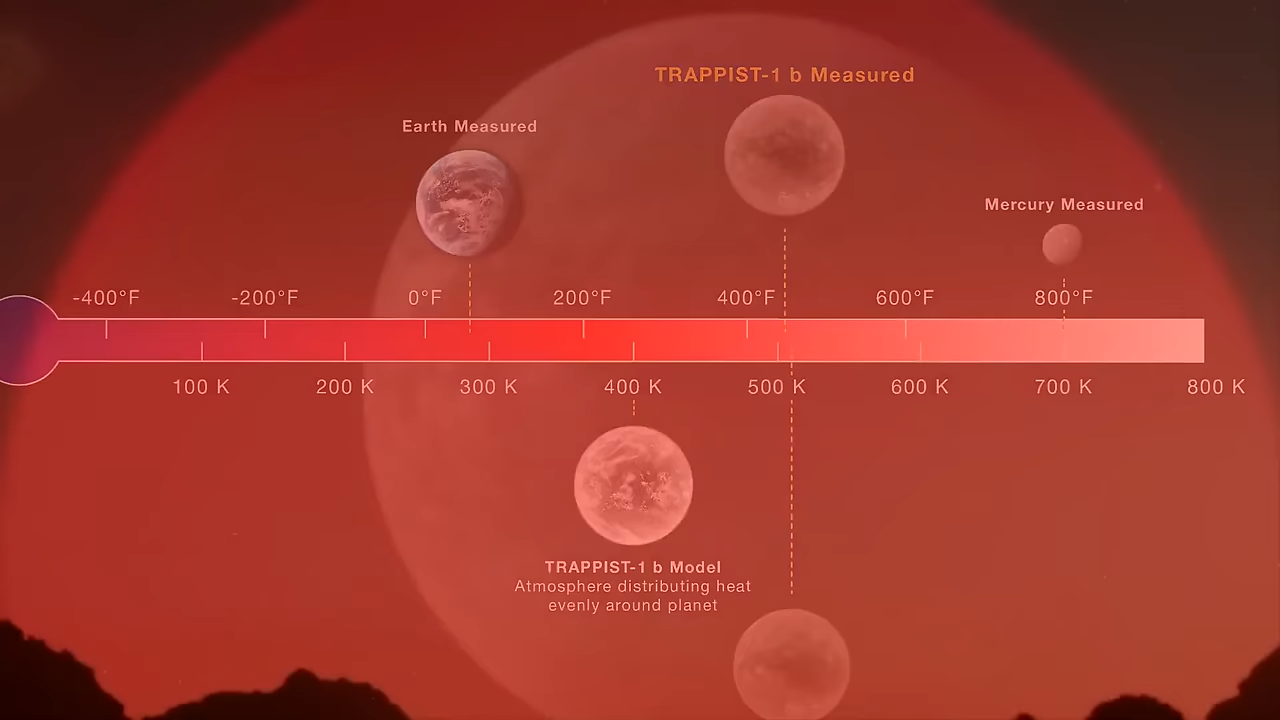 TRAPPIST-1 b Measured
Earth Measured
Mercury Measured
-400°F -200°F 0°F 200°F 400°F 600°F 800°F
100 K 200 K 300 K 400 K 500 K 600 K 700 K 800 K
TRAPPIST-1 b Model
Atmosphere distributing heat
evenly around planet